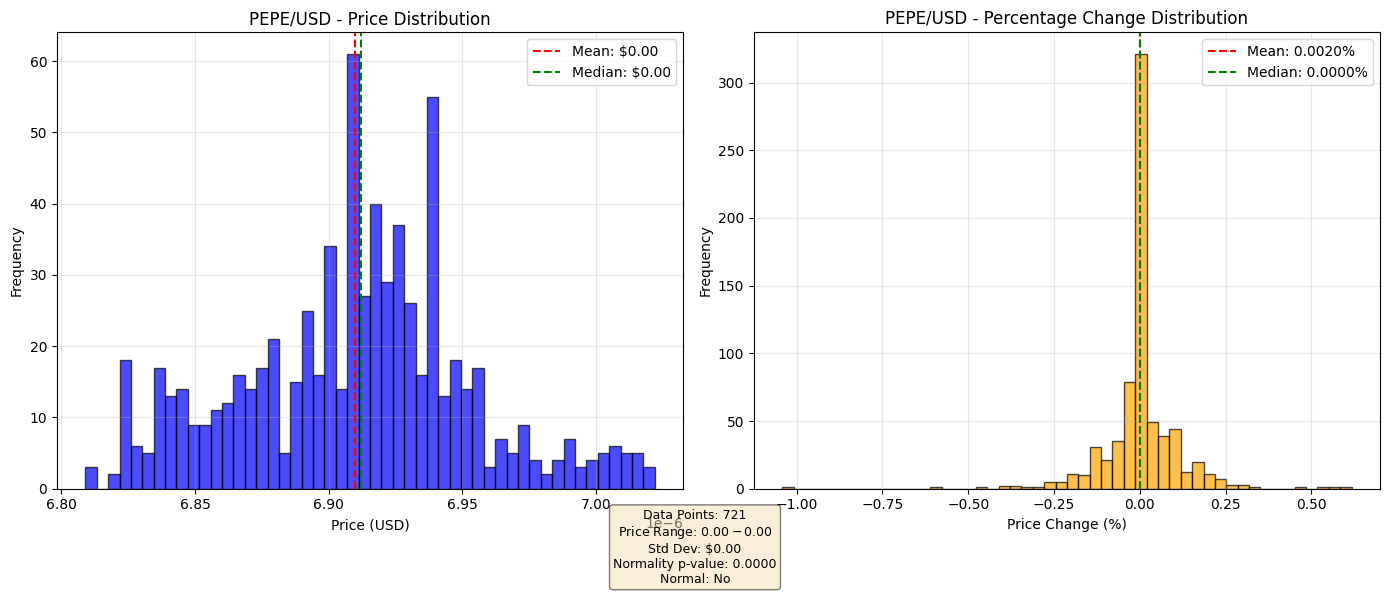 PEPE/USD - Price Distribution
Mean: $0.00
Median: $0.00
Frequency
60
50
40
30
20
10
0
6.80
6.85
6.90
6.95
7.00
1e−6
Price (USD)
PEPE/USD - Percentage Change Distribution
Mean: 0.0020%
Median: 0.0000%
Frequency
300
250
200
150
100
50
0
−1.00
−0.75
−0.50
−0.25
0.00
0.25
0.50
Price Change (%)
Data Points: 721
Price Range: 0.00 − 0.00
Std Dev: $0.00
Normality p-value: 0.0000
Normal: No